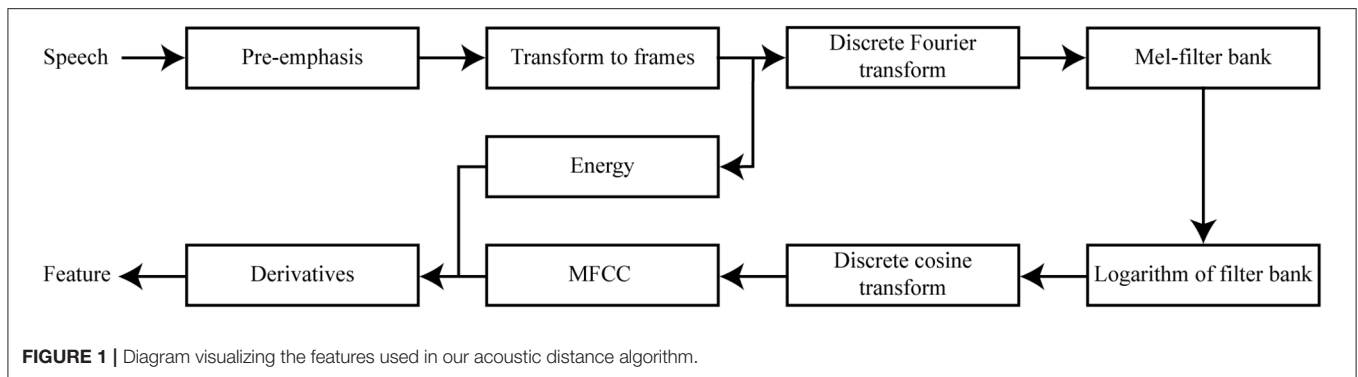 Speech
Pre-emphasis
Transform to frames
Discrete Fourier
transform
Mel-filter bank
Energy
Feature
Derivatives
MFCC
Discrete cosine
transform
Logarithm of filter bank
FIGURE 1 | Diagram visualizing the features used in our acoustic distance algorithm.